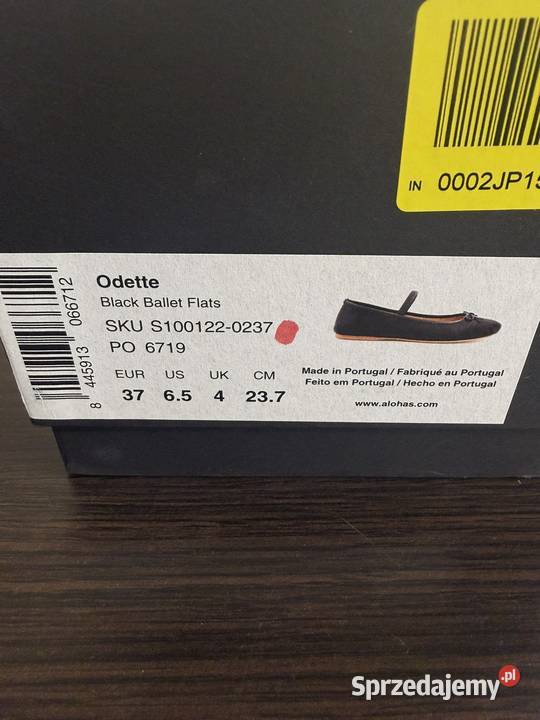 IN 0002JP15
Odette
Black Ballet Flats
SKU S100122-0237
PO 6719
EUR US UK CM
37 6.5 4 23.7
Made in Portugal / Fabriqué au Portugal
Feito em Portugal / Hecho en Portugal
www.alohas.com
8 445913 066712
Sprzedajemy.pl